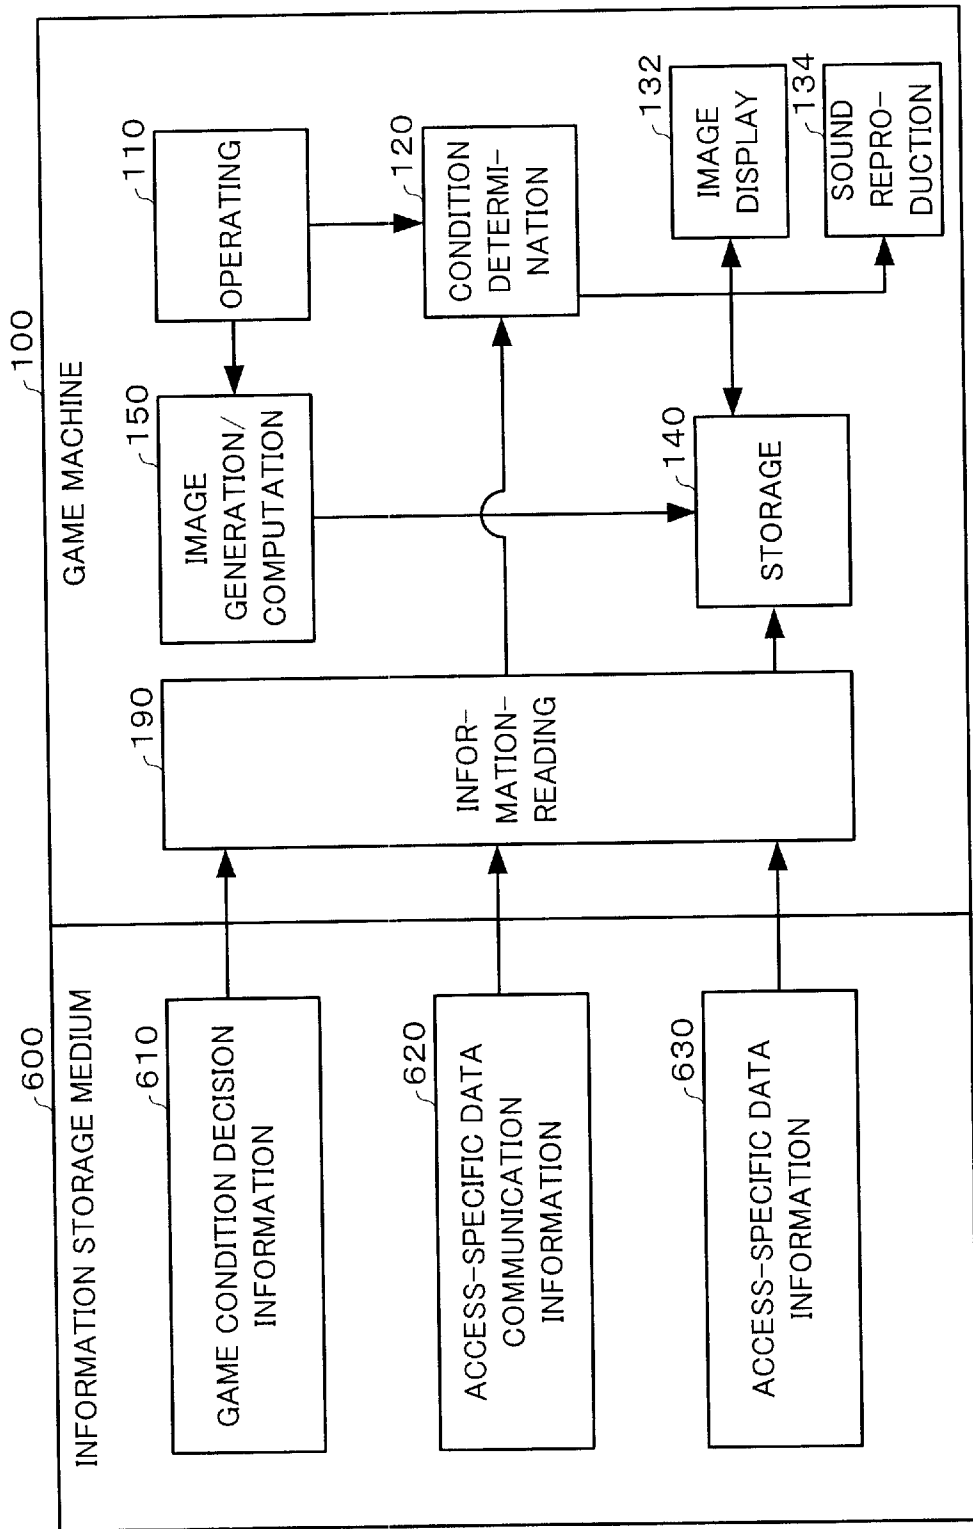 600
INFORMATION STORAGE MEDIUM
610
GAME CONDITION DECISION
INFORMATION
620
ACCESS-SPECIFIC DATA
COMMUNICATION
INFORMATION
630
ACCESS-SPECIFIC DATA
INFORMATION
100
GAME MACHINE
190
INFOR-
MATION-
READING
150
IMAGE
GENERATION/
COMPUTATION
110
OPERATING
120
CONDITION
DETERMI-
NATION
140
STORAGE
132
IMAGE
DISPLAY
134
SOUND
REPRO-
DUCTION